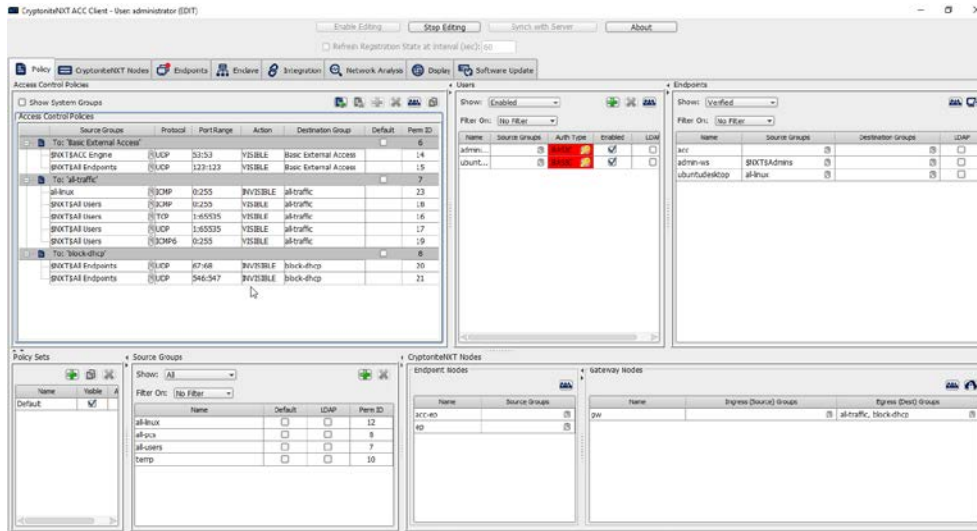 CryptoniteNXT ACC Client - User: administrator (EDIT)
Enable Editing Stop Editing Synch with Server About
Refresh Registration State at Interval (sec): 60
Policy CryptoniteNXT Nodes Endpoints Enclave Integration Network Analysis Display Software Update
Access Control Policies
Show System Groups
Access Control Policies
Source Groups Protocol Port Range Action Destination Group Default Perm ID
To: 'Basic External Access' 6
$NXT$ACC Engine UDP 53:53 VISIBLE Basic External Access 14
$NXT$All Endpoints UDP 123:123 VISIBLE Basic External Access 15
To: 'all-traffic' 7
all-linux ICMP 0:255 INVISIBLE all-traffic 23
$NXT$All Users ICMP 0:255 VISIBLE all-traffic 18
$NXT$All Users TCP 1:65535 VISIBLE all-traffic 16
$NXT$All Users UDP 1:65535 VISIBLE all-traffic 17
$NXT$All Users ICMP6 0:255 VISIBLE all-traffic 19
To: 'block-dhcp' 8
$NXT$All Endpoints UDP 67:68 INVISIBLE block-dhcp 20
$NXT$All Endpoints UDP 546:547 INVISIBLE block-dhcp 21
Users
Show: Enabled
Filter On: No Filter
Name Source Groups Auth Type Enabled LDAP
admini... BASIC
ubunt... BASIC
Endpoints
Show: Verified
Filter On: No Filter
Name Source Groups Destination Groups LDAP
acc
admin-ws $NXT$Admins
ubuntudesktop all-linux
Policy Sets
Name Visible A
Default
Source Groups
Show: All
Filter On: No Filter
Name Default LDAP Perm ID
all-linux 12
all-pcs 8
all-users 7
temp 10
CryptoniteNXT Nodes
Endpoint Nodes
Name Source Groups
acc-ep
ep
Gateway Nodes
Name Ingress (Source) Groups Egress (Dest) Groups
gw all-traffic, block-dhcp